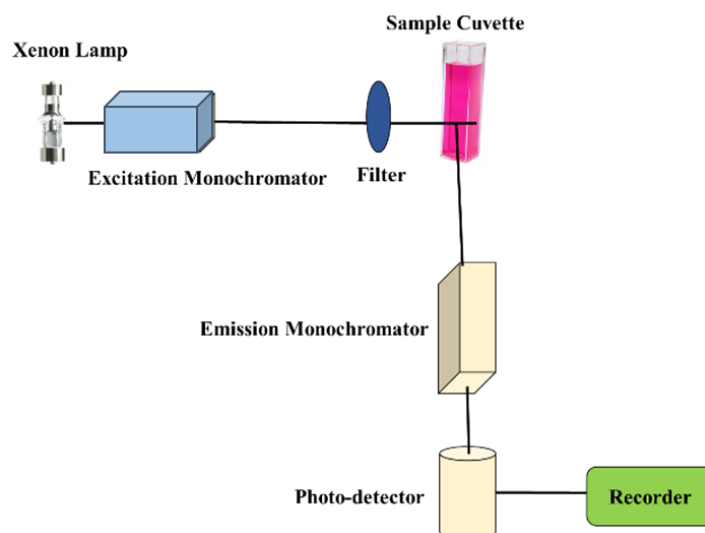 Sample Cuvette
Xenon Lamp
Excitation Monochromator
Filter
Emission Monochromator
Photo-detector
Recorder